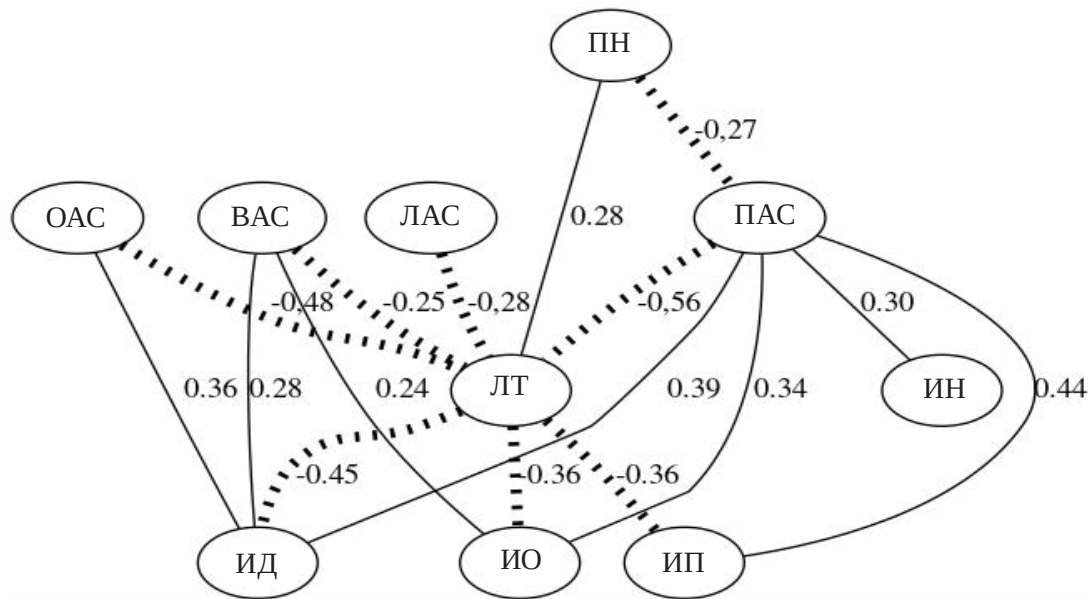 ПН
-0,27
ОАС ВАС ЛАС 0.28 ПАС
-0,48 -0.25 -0,28 -0,56 0.30
0.36 0.28 0.24 ЛТ 0.39 0.34 ИН 0.44
-0.45 -0.36 -0.36
ИД ИО ИП